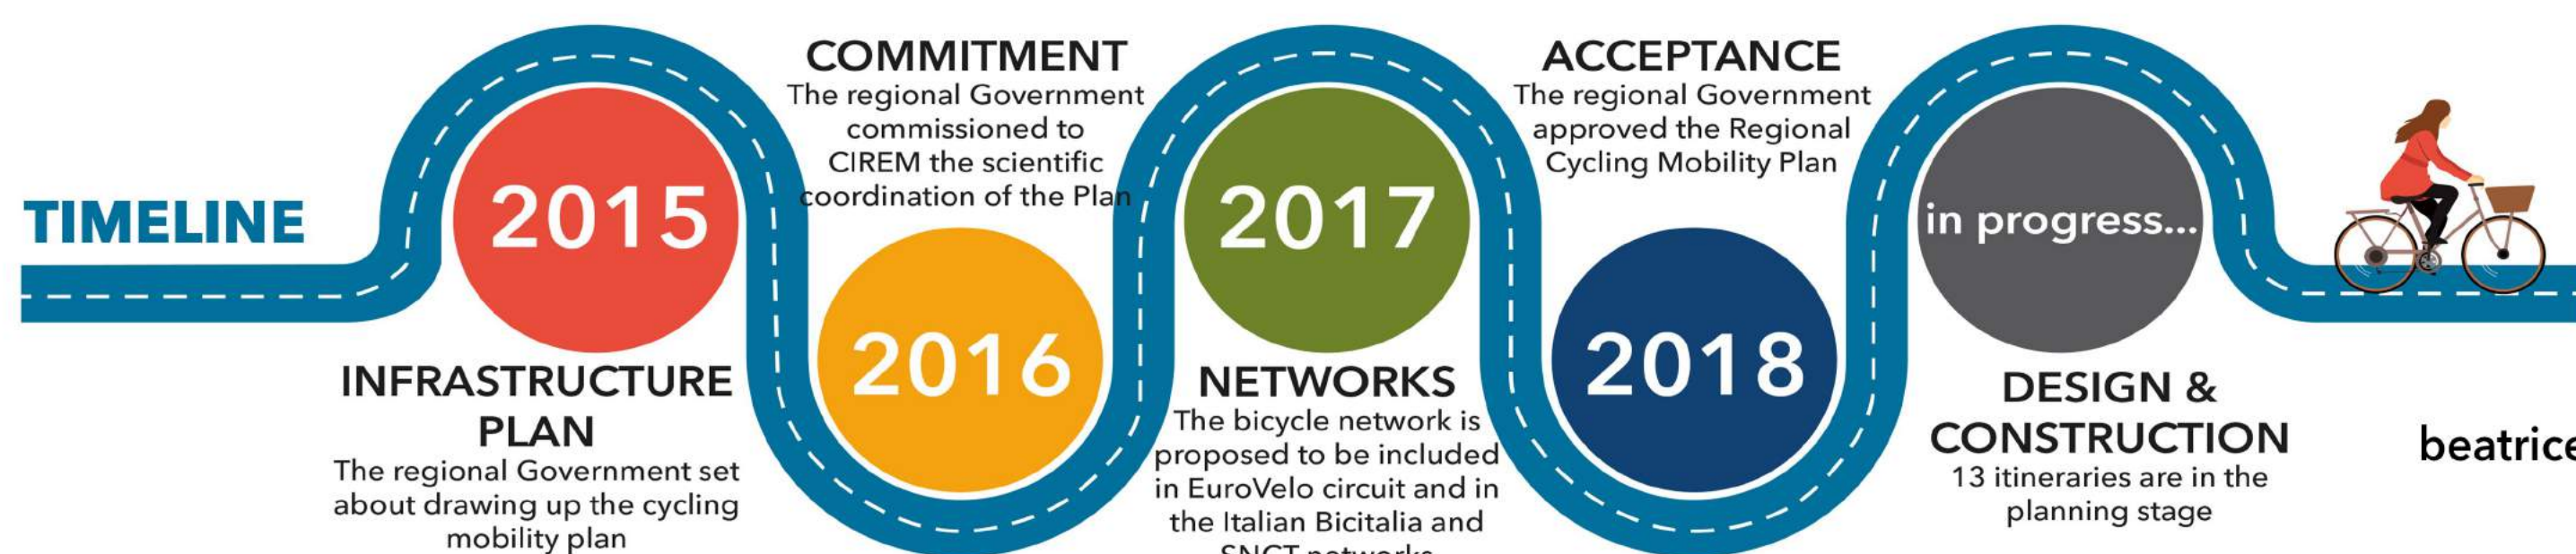 TIMELINE
2015
INFRASTRUCTURE
PLAN
The regional Government set
about drawing up the cycling
mobility plan
COMMITMENT
The regional Government
commissioned to
CIREM the scientific
coordination of the Plan
2016
2017
NETWORKS
The bicycle network is
proposed to be included
in EuroVelo circuit and in
the Italian Bicitalia and
SNCT networks
ACCEPTANCE
The regional Government
approved the Regional
Cycling Mobility Plan
2018
in progress...
DESIGN &
CONSTRUCTION
13 itineraries are in the
planning stage
beatrice